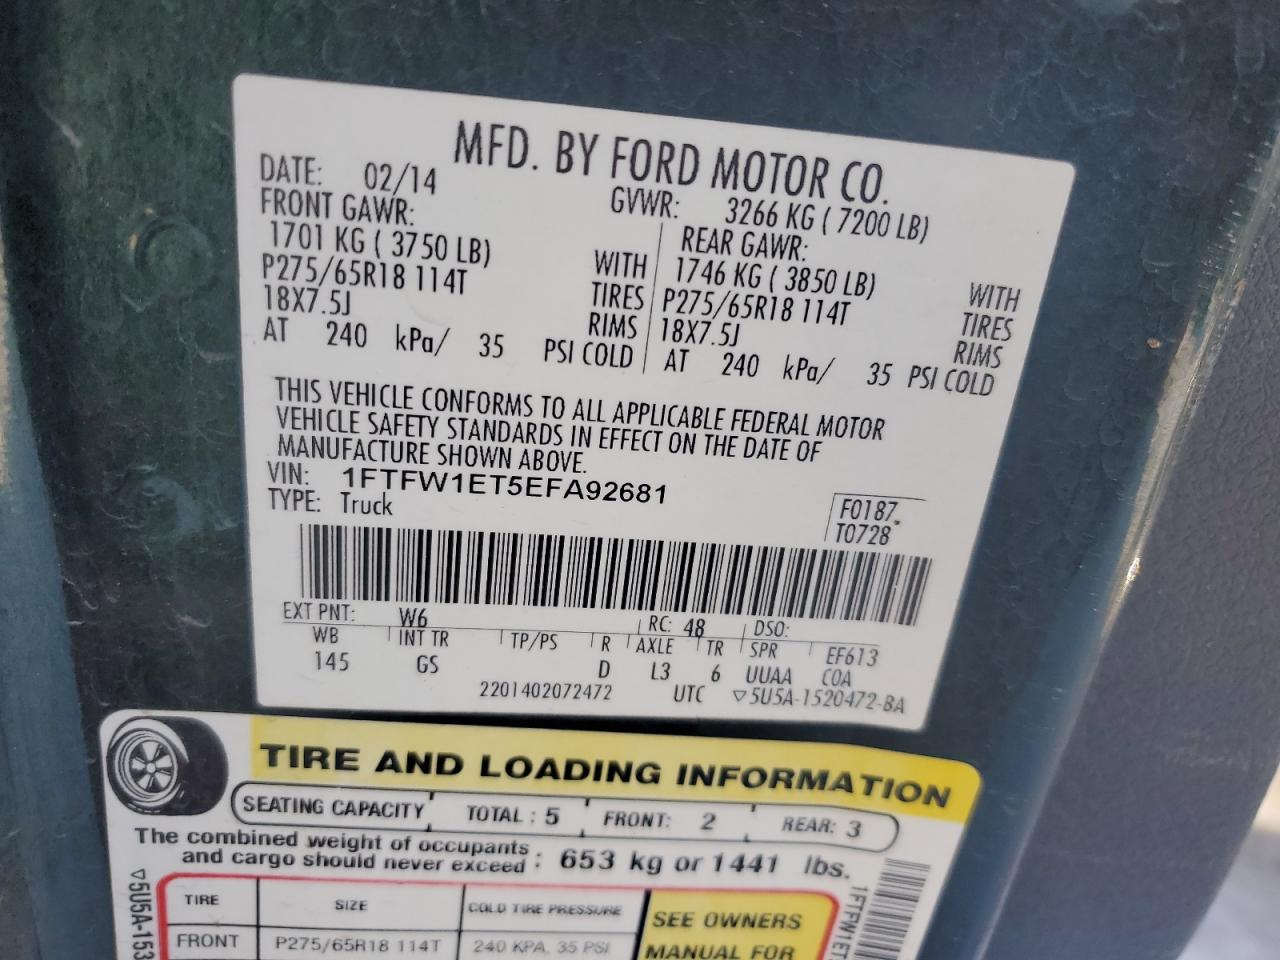 MFD. BY FORD MOTOR CO.
DATE: 02/14 GVWR: 3266 KG ( 7200 LB)
FRONT GAWR: REAR GAWR:
1701 KG ( 3750 LB) WITH 1746 KG ( 3850 LB) WITH
P275/65R18 114T TIRES P275/65R18 114T TIRES
18X7.5J RIMS 18X7.5J RIMS
AT 240 kPa/ 35 PSI COLD AT 240 kPa/ 35 PSI COLD
THIS VEHICLE CONFORMS TO ALL APPLICABLE FEDERAL MOTOR
VEHICLE SAFETY STANDARDS IN EFFECT ON THE DATE OF
MANUFACTURE SHOWN ABOVE.
VIN: 1FTFW1ET5EFA92681
TYPE: Truck
F0187
T0728
EXT PNT: W6 RC: 48 DSO:
WB INT TR TP/PS R AXLE TR SPR EF613
145 GS D L3 6 UUAA COA
2201402072472 UTC ▽5U5A-1520472-BA
TIRE AND LOADING INFORMATION
SEATING CAPACITY TOTAL : 5 FRONT: 2 REAR: 3
The combined weight of occupants
and cargo should never exceed : 653 kg or 1441 lbs.
TIRE SIZE COLD TIRE PRESSURE SEE OWNERS
FRONT P275/65R18 114T 240 KPA, 35 PSI MANUAL FOR
▽5U5A-153
1FTFW1ET